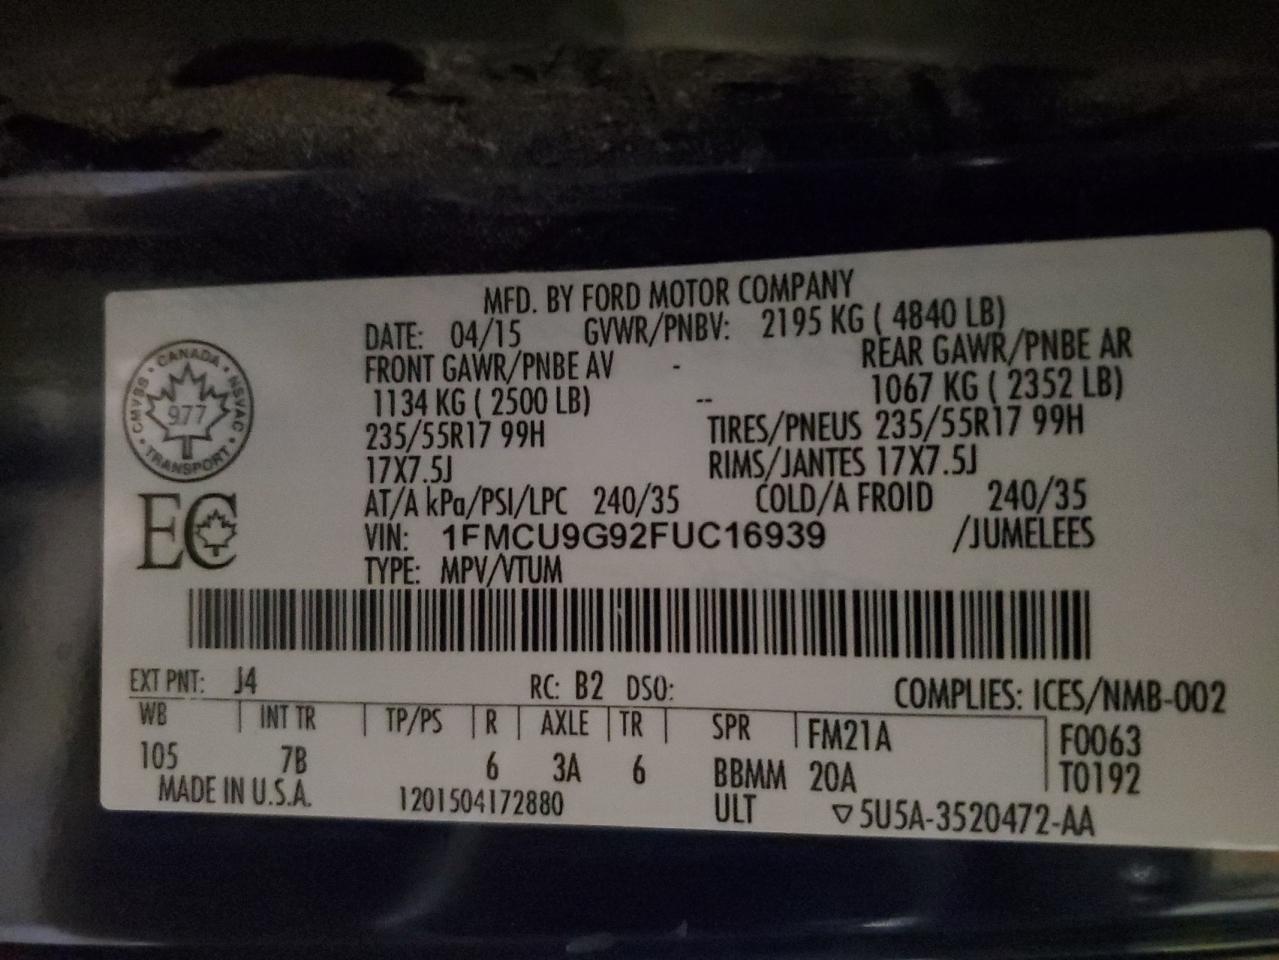 MFD. BY FORD MOTOR COMPANY
DATE: 04/15 GVWR/PNBV: 2195 KG ( 4840 LB)
FRONT GAWR/PNBE AV - REAR GAWR/PNBE AR
1134 KG ( 2500 LB) -- 1067 KG ( 2352 LB)
235/55R17 99H TIRES/PNEUS 235/55R17 99H
17X7.5J RIMS/JANTES 17X7.5J
AT/A kPa/PSI/LPC 240/35 COLD/A FROID 240/35
VIN: 1FMCU9G92FUC16939 /JUMELEES
TYPE: MPV/VTUM
CANADA • NSVAC • TRANSPORT • CMVSS •
977
EC
EXT PNT: J4 RC: B2 DSO: COMPLIES: ICES/NMB-002
WB INT TR TP/PS R AXLE TR SPR FM21A F0063
105 7B 6 3A 6 BBMM 20A T0192
MADE IN U.S.A. 1201504172880 ULT ▽5U5A-3520472-AA